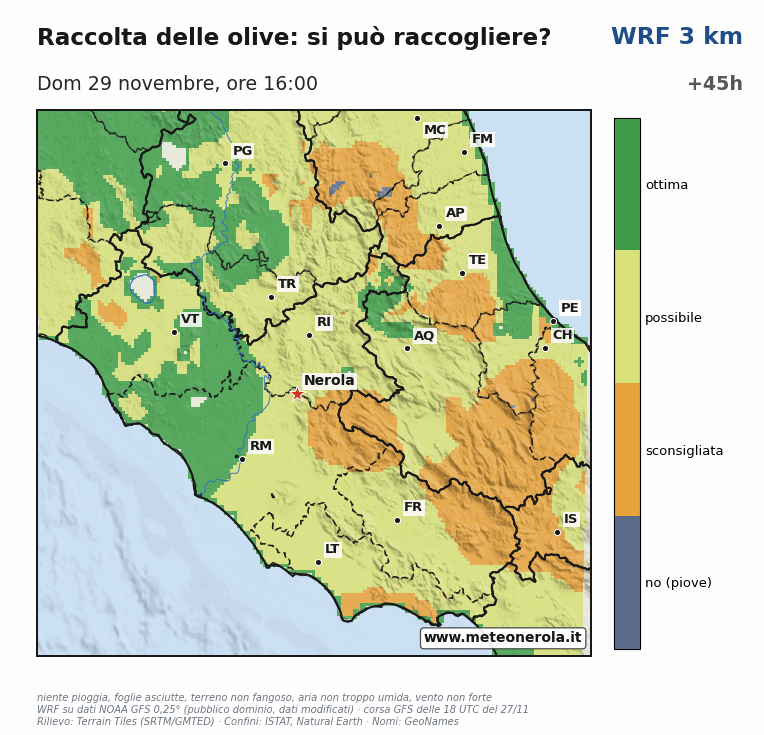 Raccolta delle olive: si può raccogliere?
WRF 3 km
Dom 29 novembre, ore 16:00
+45h
MC
FM
PG
AP
TE
TR
PE
VT
RI
AQ
CH
Nerola
RM
FR
IS
LT
www.meteonerola.it
ottima
possibile
sconsigliata
no (piove)
niente pioggia, foglie asciutte, terreno non fangoso, aria non troppo umida, vento non forte
WRF su dati NOAA GFS 0,25° (pubblico dominio, dati modificati) · corsa GFS delle 18 UTC del 27/11
Rilievo: Terrain Tiles (SRTM/GMTED) · Confini: ISTAT, Natural Earth · Nomi: GeoNames